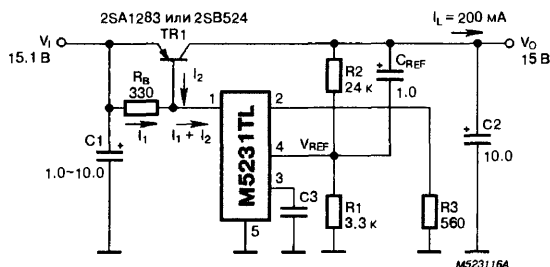 2SA1283 или 2SB524
TR1
I_L = 200 мА
V_I
15.1 В
V_O
15 В
I_2
R_B
330
I_1
I_1 + I_2
R2
24 к
C_REF
1.0
C1
1.0~10.0
1
2
4
3
5
M5231TL
V_REF
C2
10.0
C3
R1
3.3 к
R3
560
M523116A